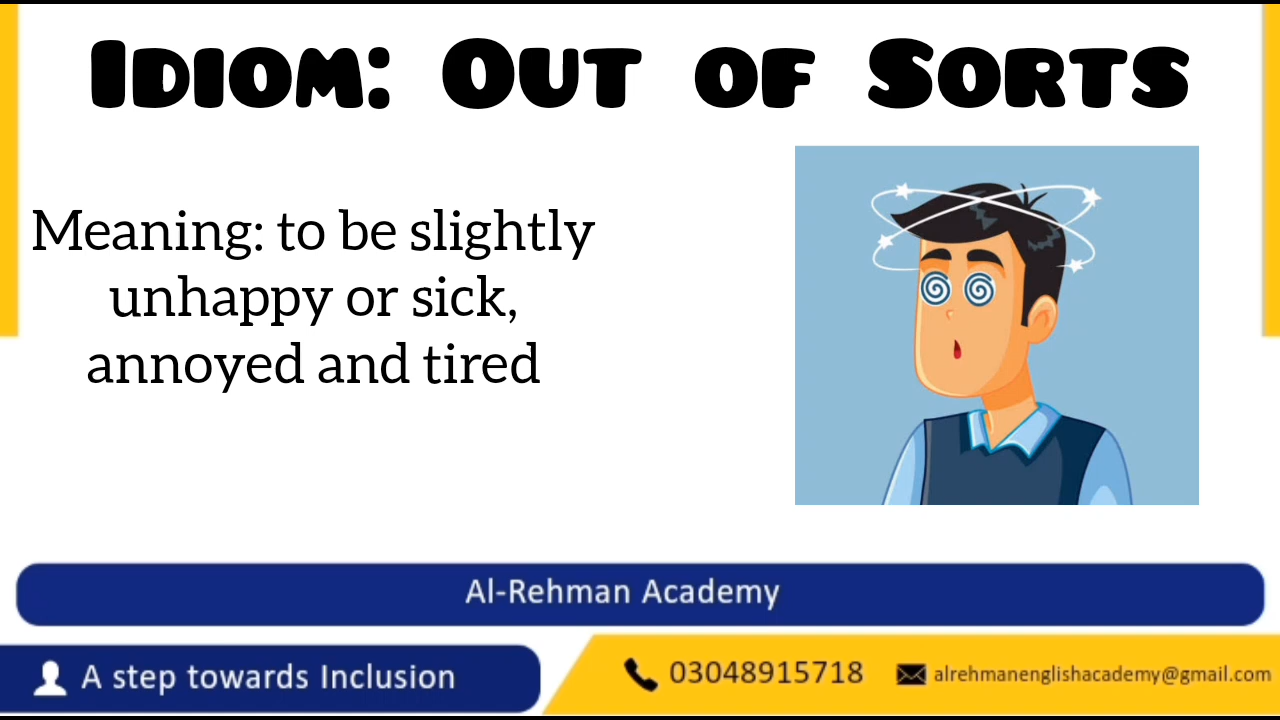 Idiom: Out of Sorts
Meaning: to be slightly
unhappy or sick,
annoyed and tired
Al-Rehman Academy
A step towards Inclusion
03048915718
alrehmanenglishacademy@gmail.com